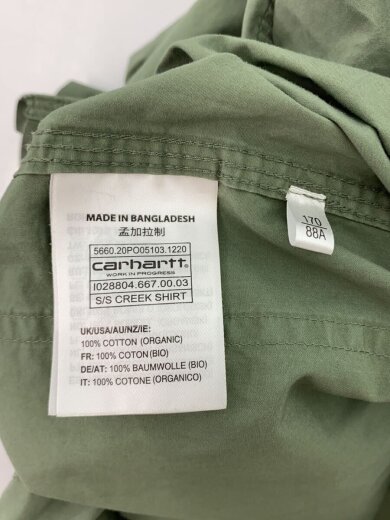 MADE IN BANGLADESH
孟加拉制
5660.20PO05103.1220
carhartt
WORK IN PROGRESS
I028804.667.00.03
S/S CREEK SHIRT
UK/USA/AU/NZ/IE:
100% COTTON (ORGANIC)
FR: 100% COTON(BIO)
DE/AT: 100% BAUMWOLLE (BIO)
IT: 100% COTONE (ORGANICO)
170
88A